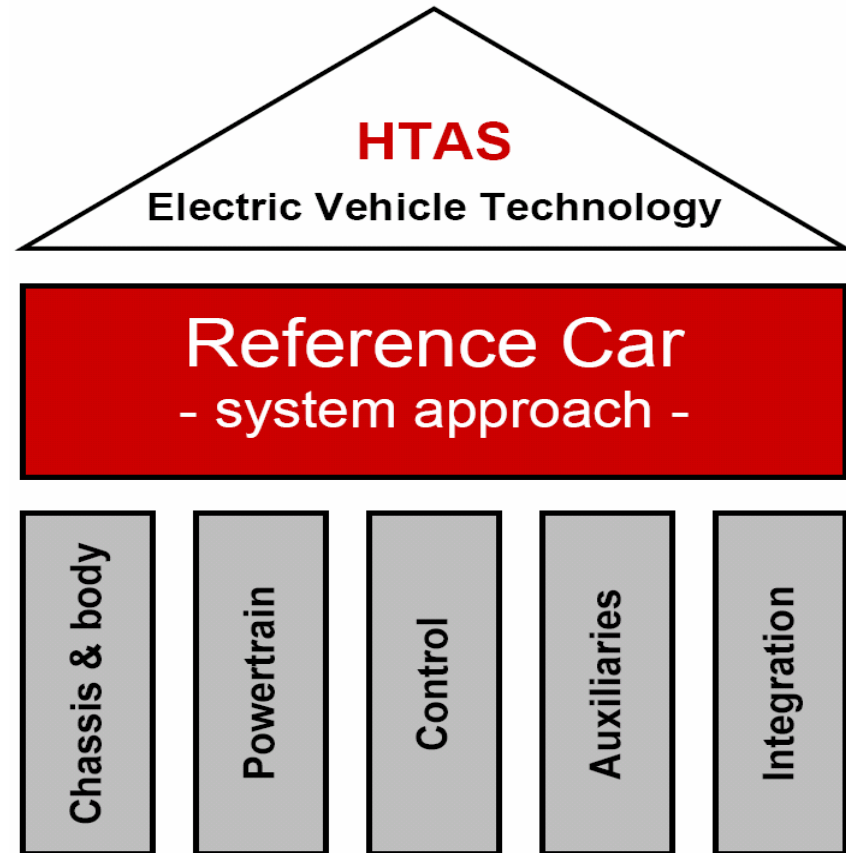 HTAS
Electric Vehicle Technology
Reference Car
- system approach -
Chassis & body
Powertrain
Control
Auxiliaries
Integration